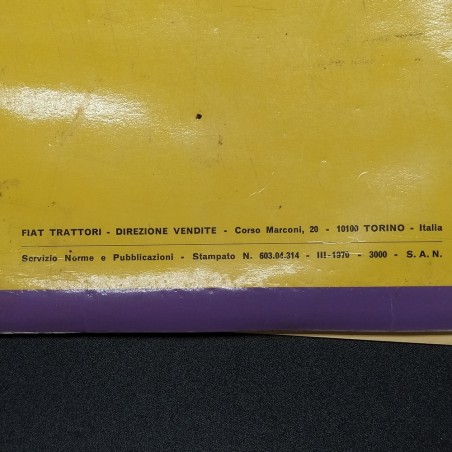 FIAT TRATTORI - DIREZIONE VENDITE - Corso Marconi, 20 - 10100 TORINO - Italia
Servizio Norme e Pubblicazioni - Stampato N. 603.04.314 - III-1976 - 3000 - S.A.N.